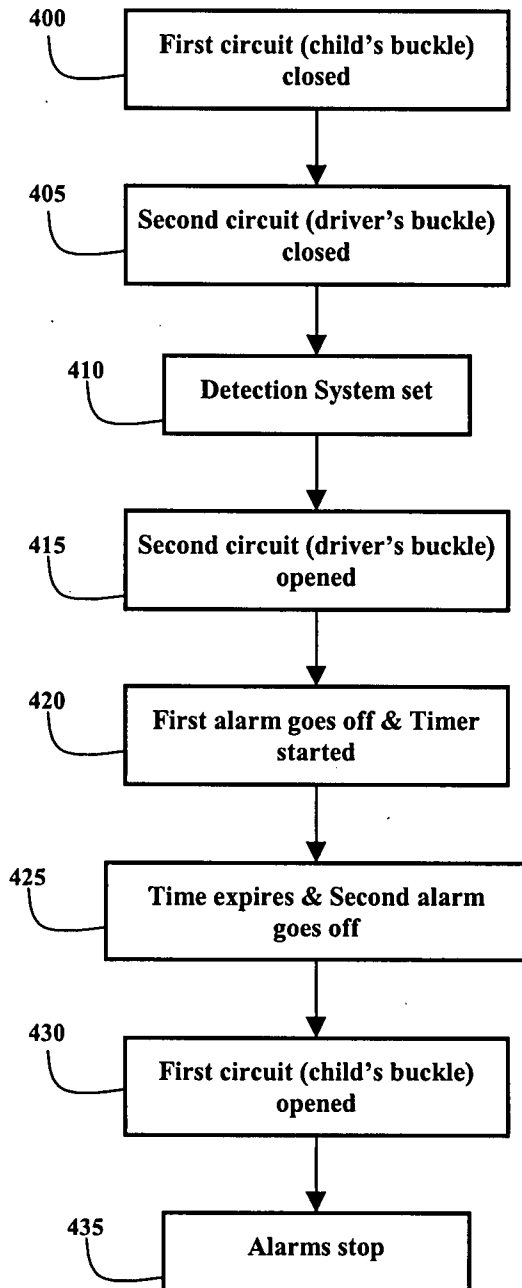 400
First circuit (child's buckle)
closed
405
Second circuit (driver's buckle)
closed
410
Detection System set
415
Second circuit (driver's buckle)
opened
420
First alarm goes off & Timer
started
425
Time expires & Second alarm
goes off
430
First circuit (child's buckle)
opened
435
Alarms stop